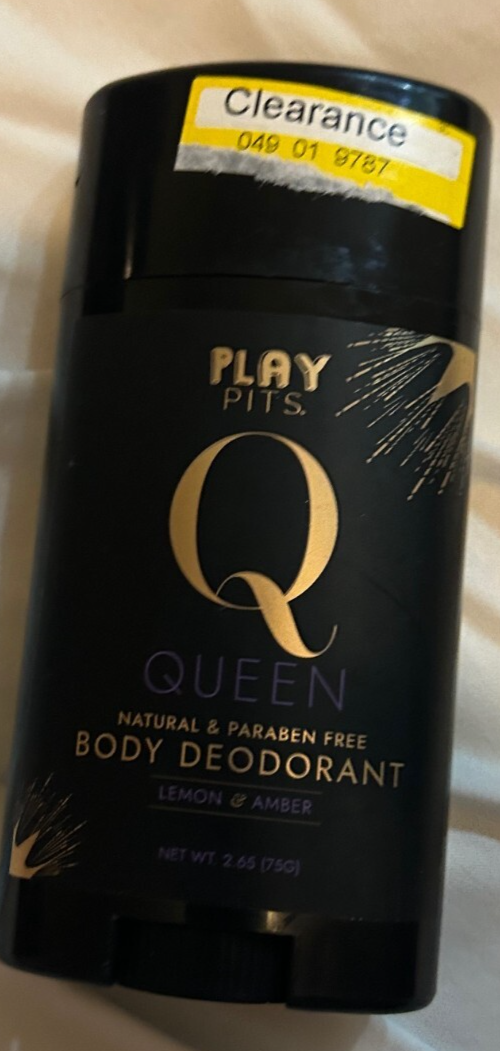 Clearance
049 01 9787
PLAY
PITS
Q
QUEEN
NATURAL & PARABEN FREE
BODY DEODORANT
LEMON & AMBER
NET WT. 2.65 (75G)